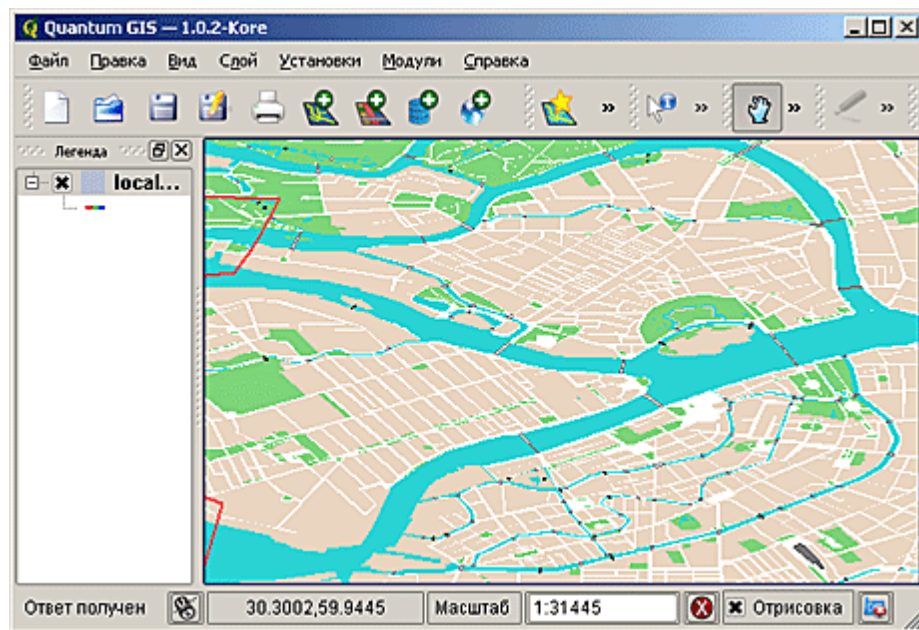 Quantum GIS — 1.0.2-Kore
Файл Правка Вид Слой Установки Модули Справка
» » » »
Легенда
local...
Ответ получен 30.3002,59.9445 Масштаб 1:31445 Отрисовка